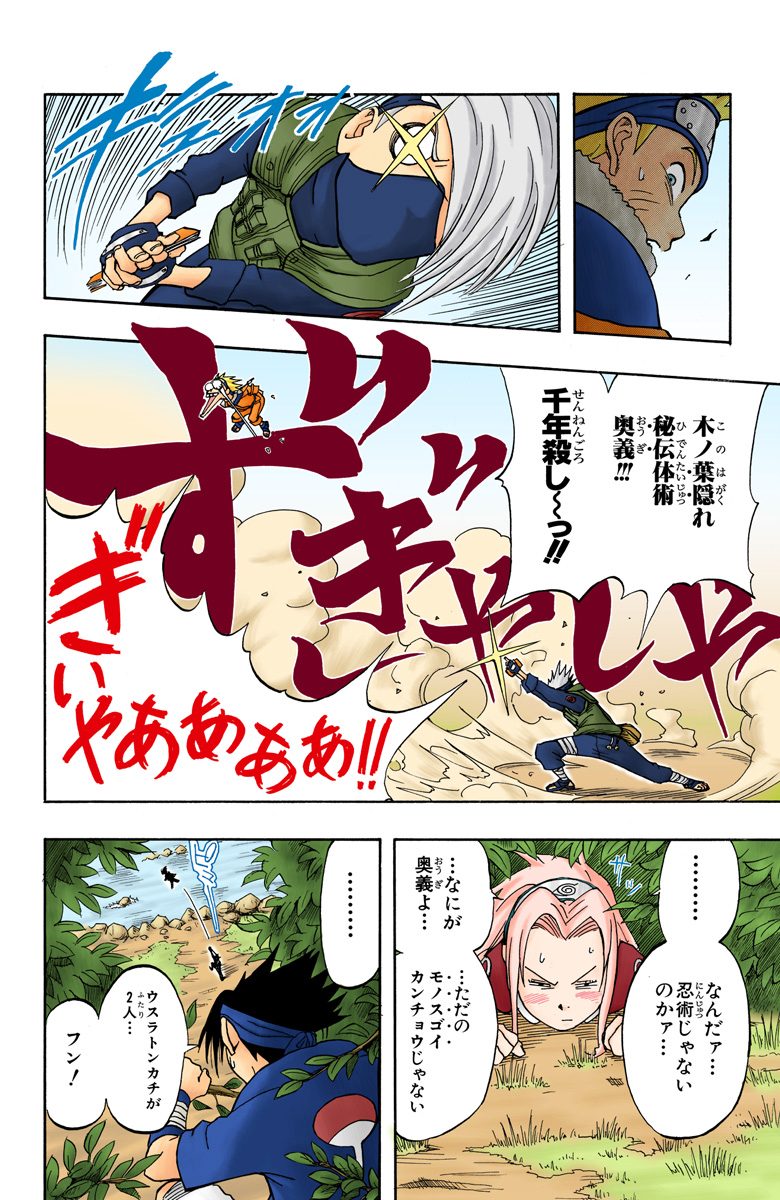 ギュオオ
木ノ葉隠れ
秘伝体術
奥義!!!
千年殺し〜っ!!
ずぎゃしゃ
ぎぃやああああ!!
………
なんだァ…
忍術じゃない
のかァ…
…なにが
奥義よ…
…ただの
モノスゴイ
カンチョウじゃない
………
ウスラトンカチが
2人…
フン!